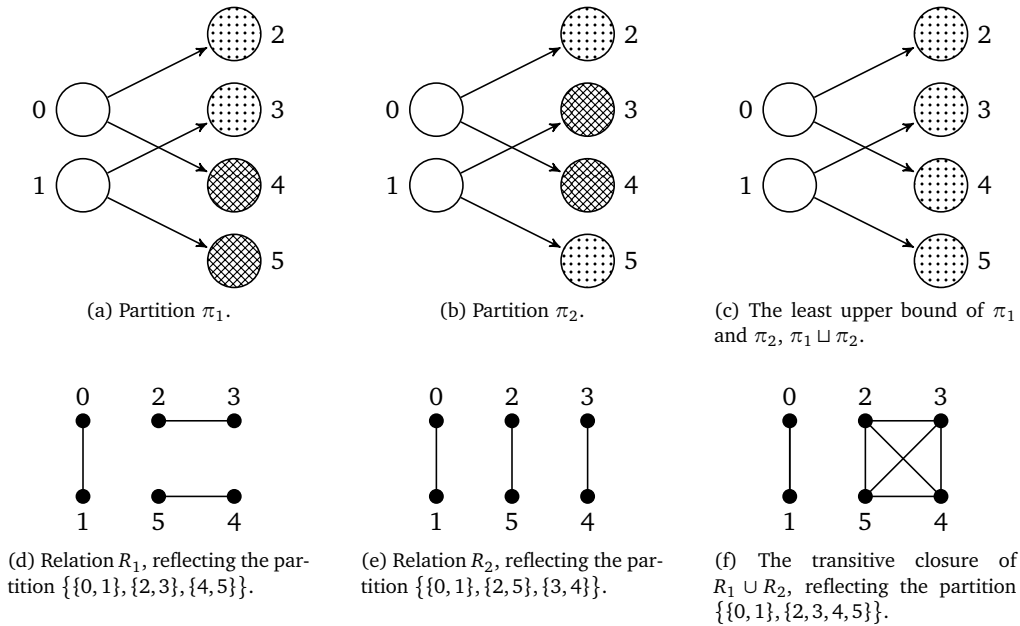 2
0
3
1
4
5
(a) Partition π₁.
2
0
3
1
4
5
(b) Partition π₂.
2
0
3
1
4
5
(c) The least upper bound of π₁
and π₂, π₁ ⊔ π₂.
0 2 3
1 5 4
(d) Relation R₁, reflecting the par-
tition {{0, 1}, {2, 3}, {4, 5}}.
0 2 3
1 5 4
(e) Relation R₂, reflecting the par-
tition {{0, 1}, {2, 5}, {3, 4}}.
0 2 3
1 5 4
(f) The transitive closure of
R₁ ∪ R₂, reflecting the partition
{{0, 1}, {2, 3, 4, 5}}.